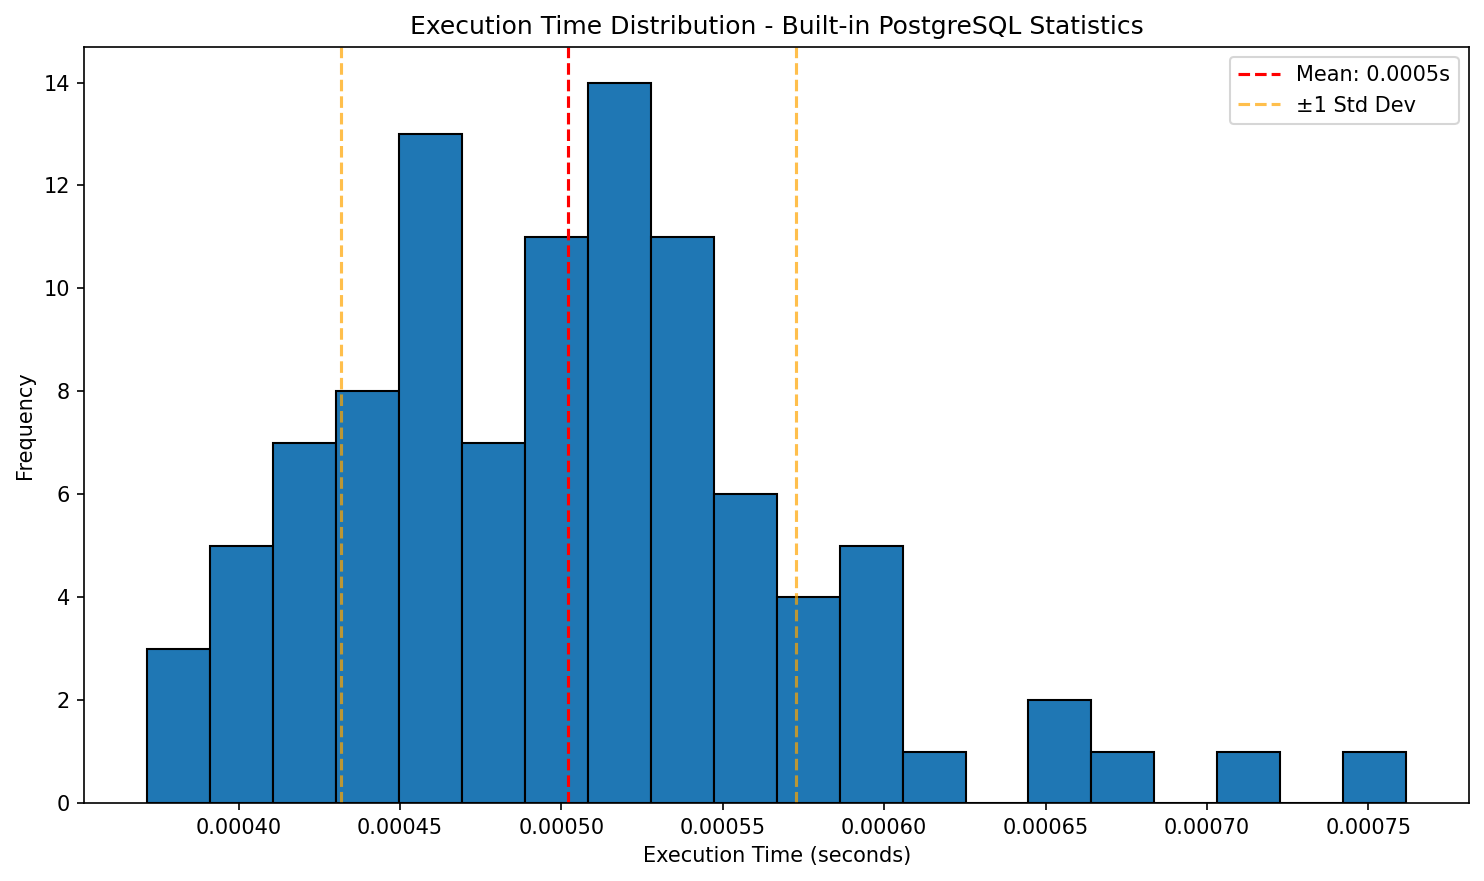 Execution Time Distribution - Built-in PostgreSQL Statistics
Mean: 0.0005s
±1 Std Dev
14
12
10
8
6
4
2
0
Frequency
0.00040 0.00045 0.00050 0.00055 0.00060 0.00065 0.00070 0.00075
Execution Time (seconds)